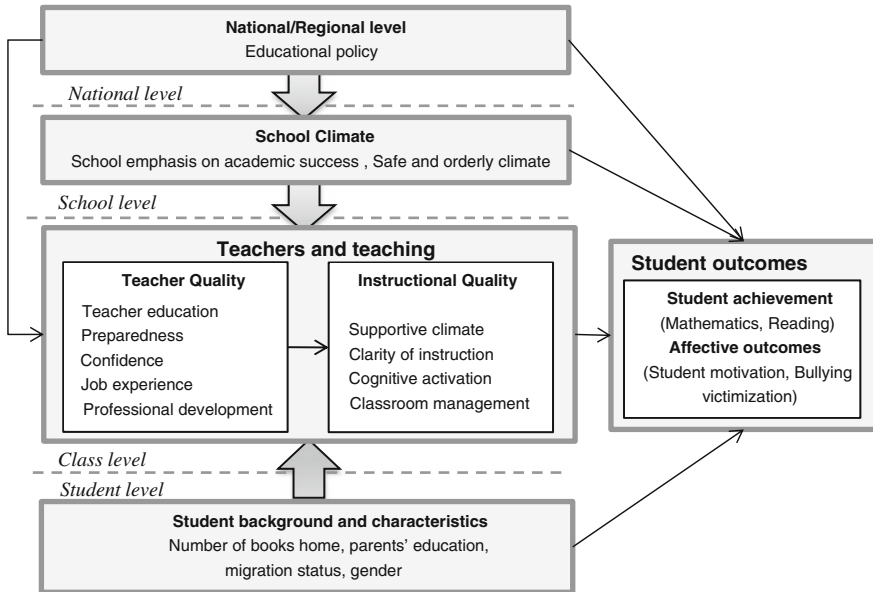 National/Regional level
Educational policy
National level
School Climate
School emphasis on academic success , Safe and orderly climate
School level
Teachers and teaching
Teacher Quality
Teacher education
Preparedness
Confidence
Job experience
Professional development
Instructional Quality
Supportive climate
Clarity of instruction
Cognitive activation
Classroom management
Student outcomes
Student achievement
(Mathematics, Reading)
Affective outcomes
(Student motivation, Bullying
victimization)
Class level
Student level
Student background and characteristics
Number of books home, parents’ education,
migration status, gender